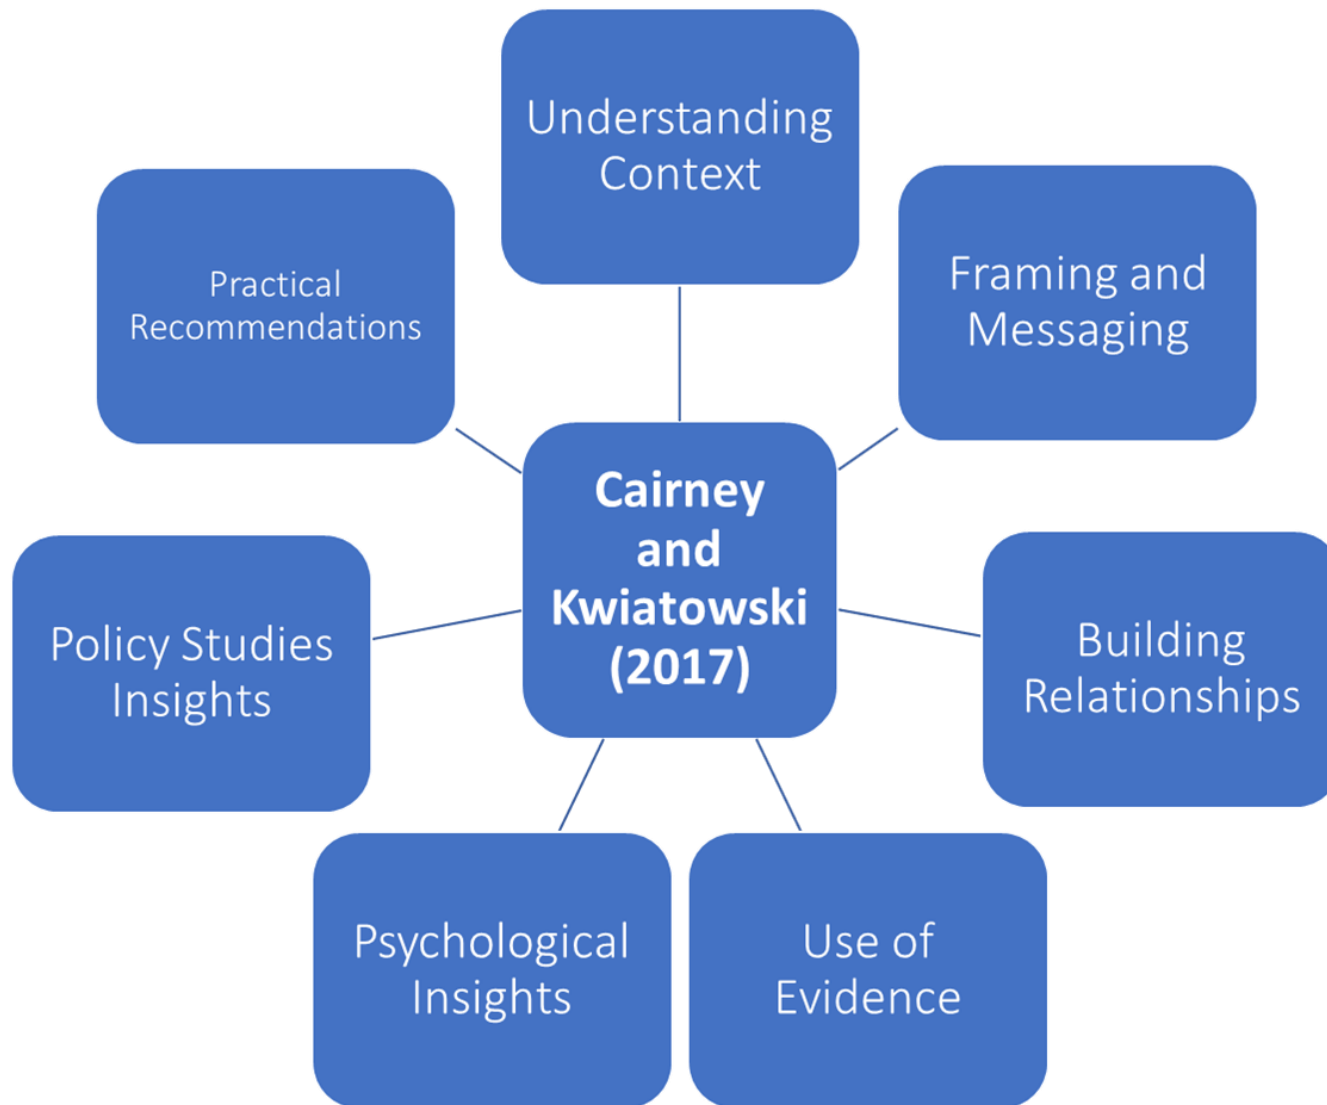 Understanding
Context
Framing and
Messaging
Building
Relationships
Use of
Evidence
Psychological
Insights
Policy Studies
Insights
Practical
Recommendations
Cairney
and
Kwiatowski
(2017)